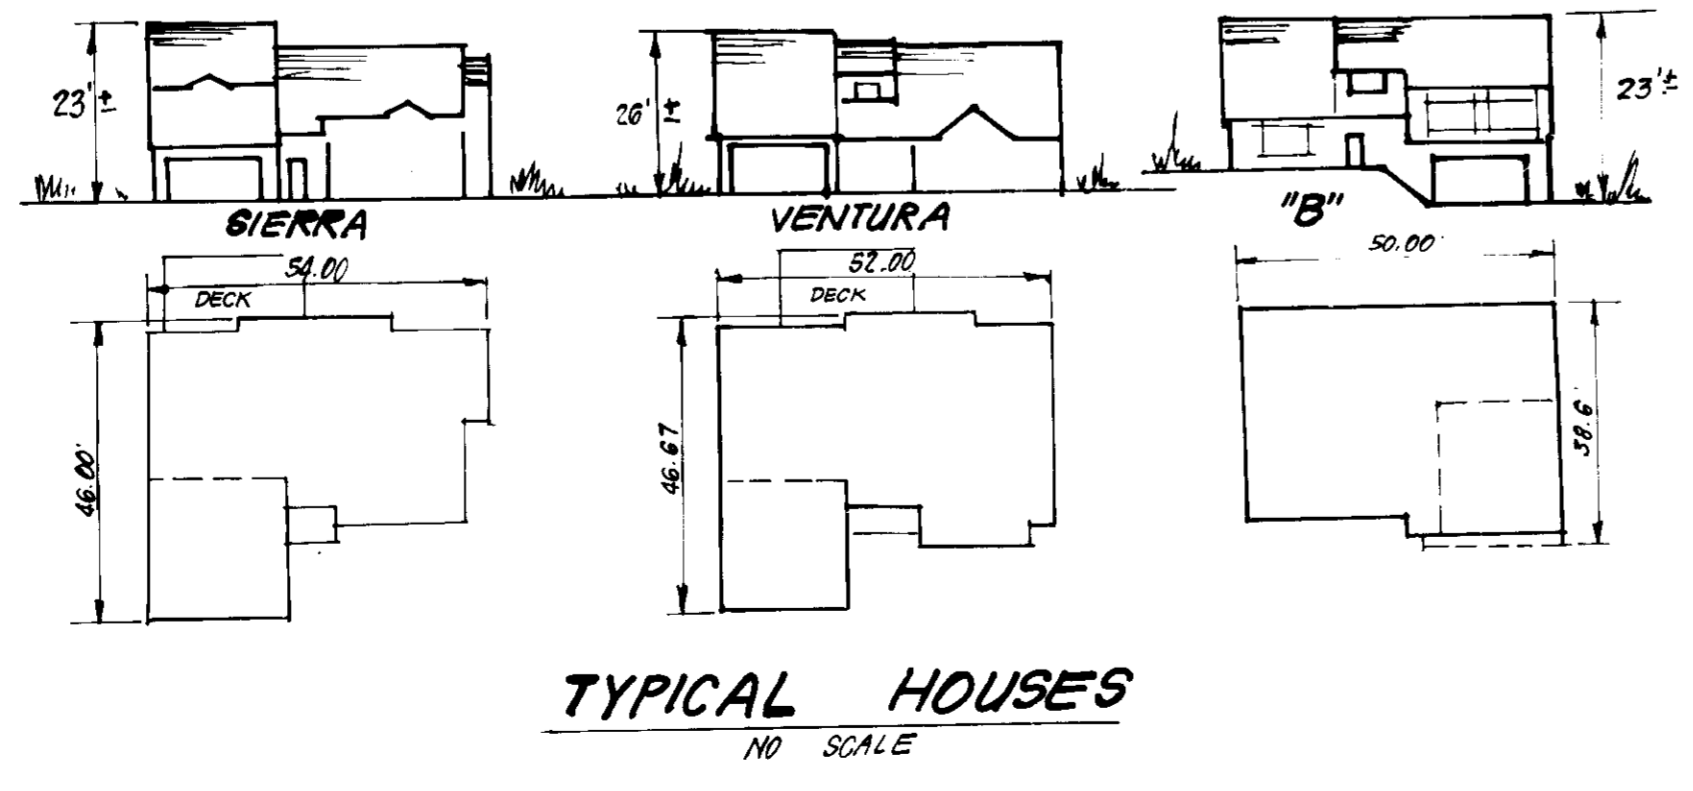 23'± 26' ± 23'±
SIERRA VENTURA "B"
54.00 52.00 50.00'
DECK DECK
46.00' 46.67 38.6'
TYPICAL HOUSES
NO SCALE